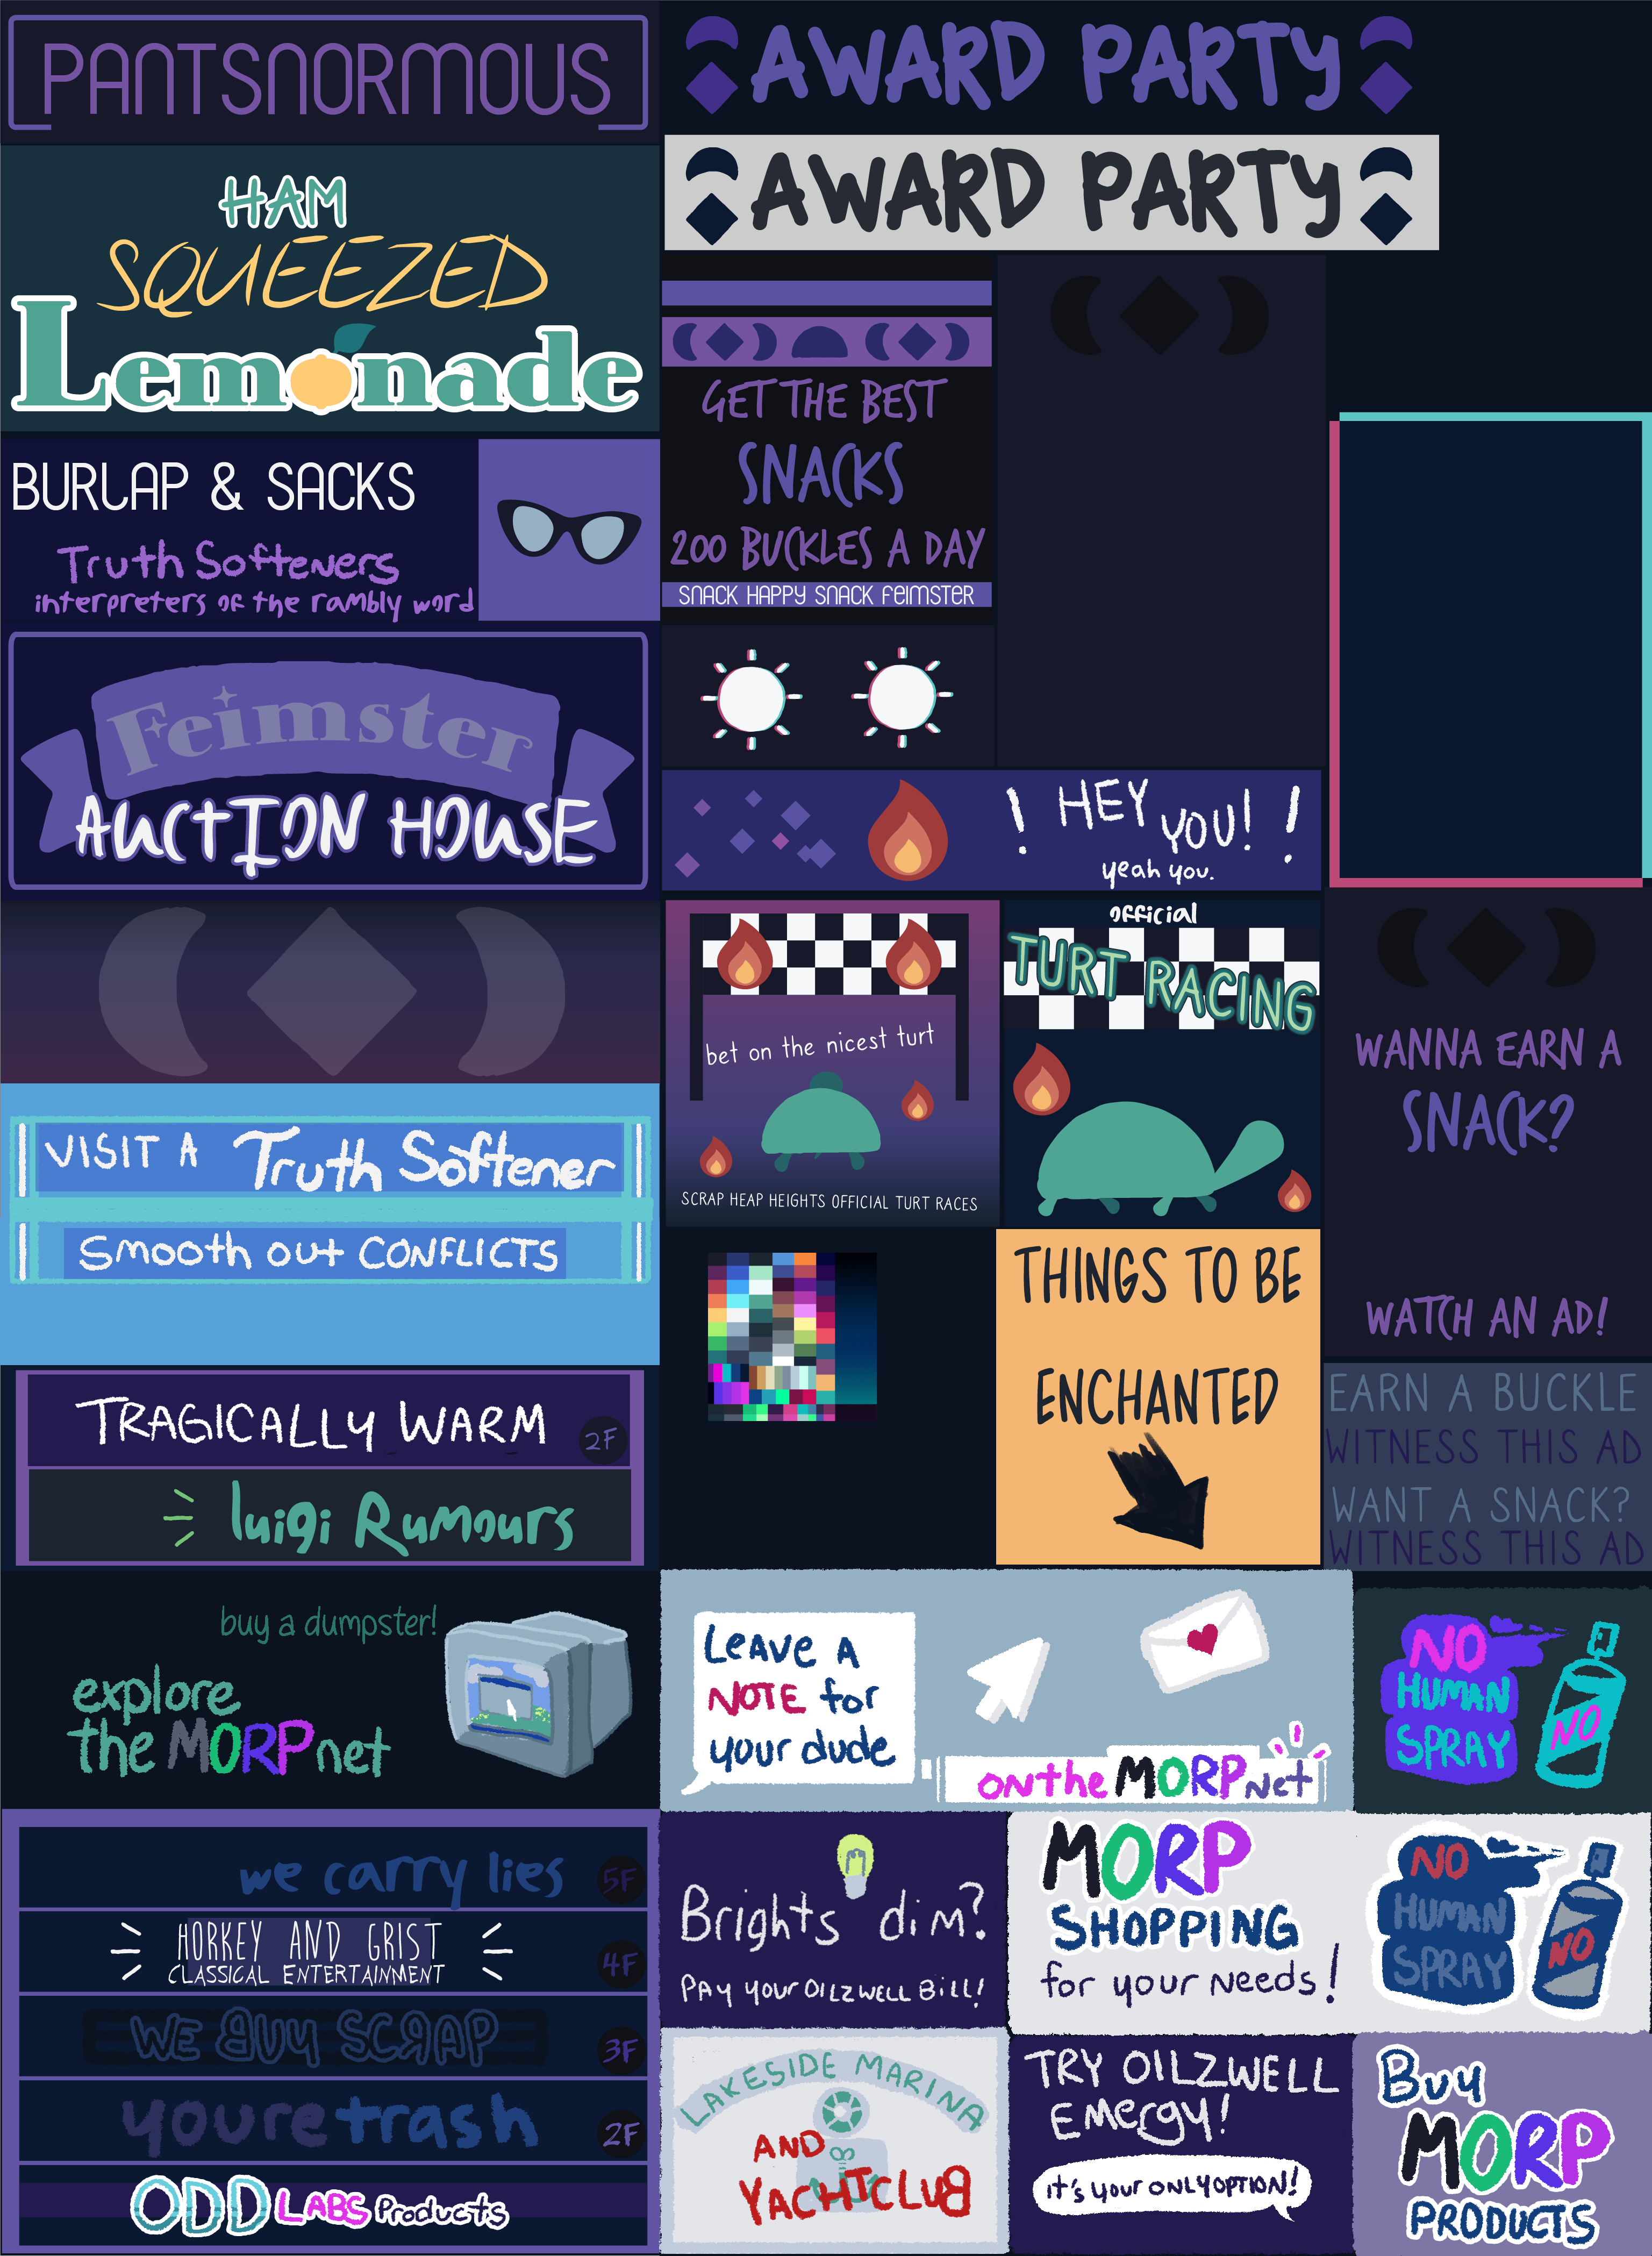 PANTSNORMOUS
AWARD PARTY
AWARD PARTY
HAM
SQUEEZED
Lemonade
BURLAP & SACKS
Truth Softeners
interpreters of the rambly word
GET THE BEST
SNACKS
200 BUCKLES A DAY
SNACK HAPPY SNACK FEIMSTER
Feimster
AUCTION HOUSE
! HEY YOU! !
yeah you.
bet on the nicest turt
SCRAP HEAP HEIGHTS OFFICIAL TURT RACES
official
TURT RACING
WANNA EARN A
SNACK?
WATCH AN AD!
VISIT A Truth Softener
Smooth out CONFLICTS
THINGS TO BE
ENCHANTED
EARN A BUCKLE
WITNESS THIS AD
WANT A SNACK?
WITNESS THIS AD
TRAGICALLY WARM 2F
luigi Rumours
buy a dumpster!
explore
the MORPnet
LEAVE A
NOTE for
your dude
on the MORPnet
NO
HUMAN
SPRAY
NO
we carry lies 5F
HORKEY AND GRIST
CLASSICAL ENTERTAINMENT 4F
WE BUY SCRAP 3F
youre trash 2F
ODD LABS Products
Brights dim?
PAY your OILZWELL Bill!
MORP
SHOPPING
for your needs!
NO
HUMAN
SPRAY
NO
LAKESIDE MARINA
AND
YACHTCLUB
TRY OILZWELL
Emergy!
it's your ONLY OPTION!
Buy
MORP
PRODUCTS